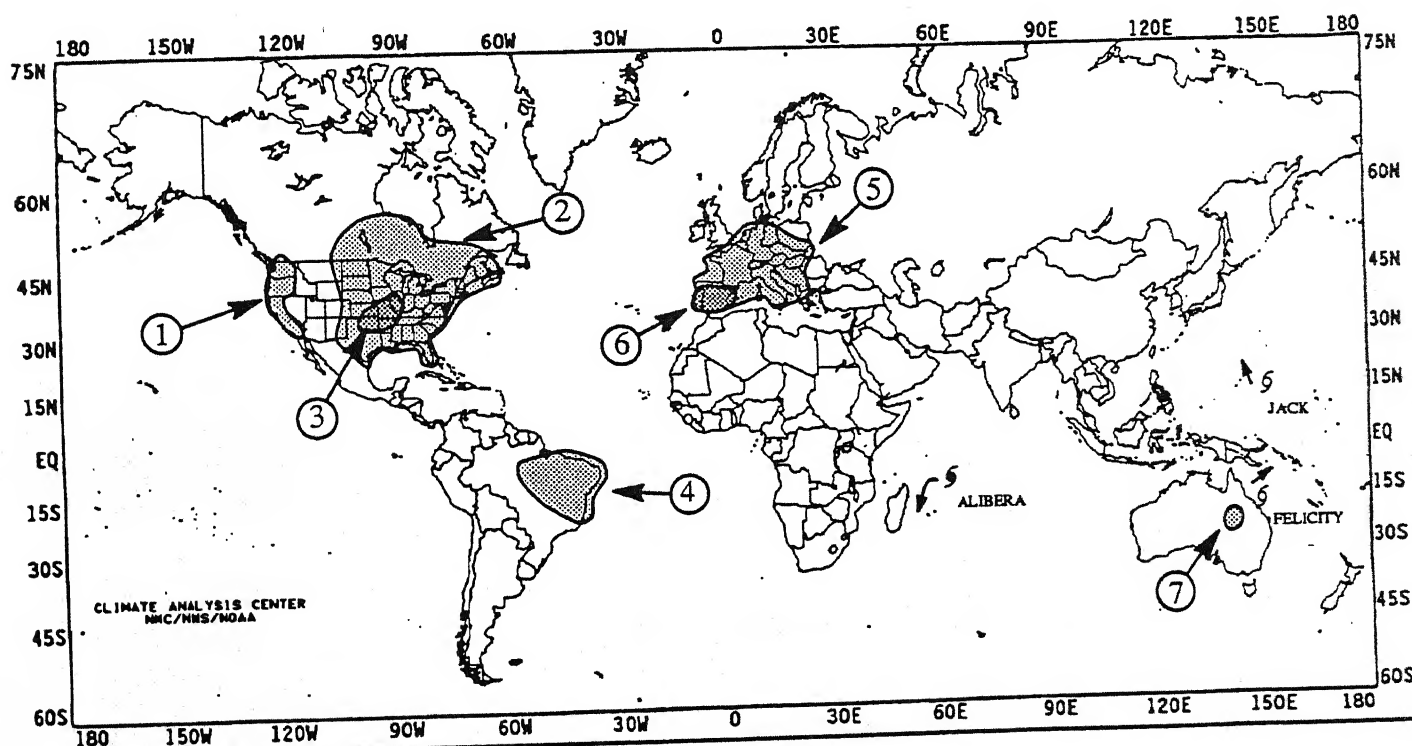 180 150W 120W 90W 60W 30W 0 30E 60E 90E 120E 150E 180
75N 75N
60N 60N
45N 45N
30N 30N
15N 15N
EQ EQ
15S 15S
30S 30S
45S 45S
60S 60S
5
2
1
6
3
JACK
4
ALIBERA
FELICITY
7
CLIMATE ANALYSIS CENTER
NMC/NWS/NOAA
180 150W 120W 90W 60W 30W 0 30E 60E 90E 120E 150E 180